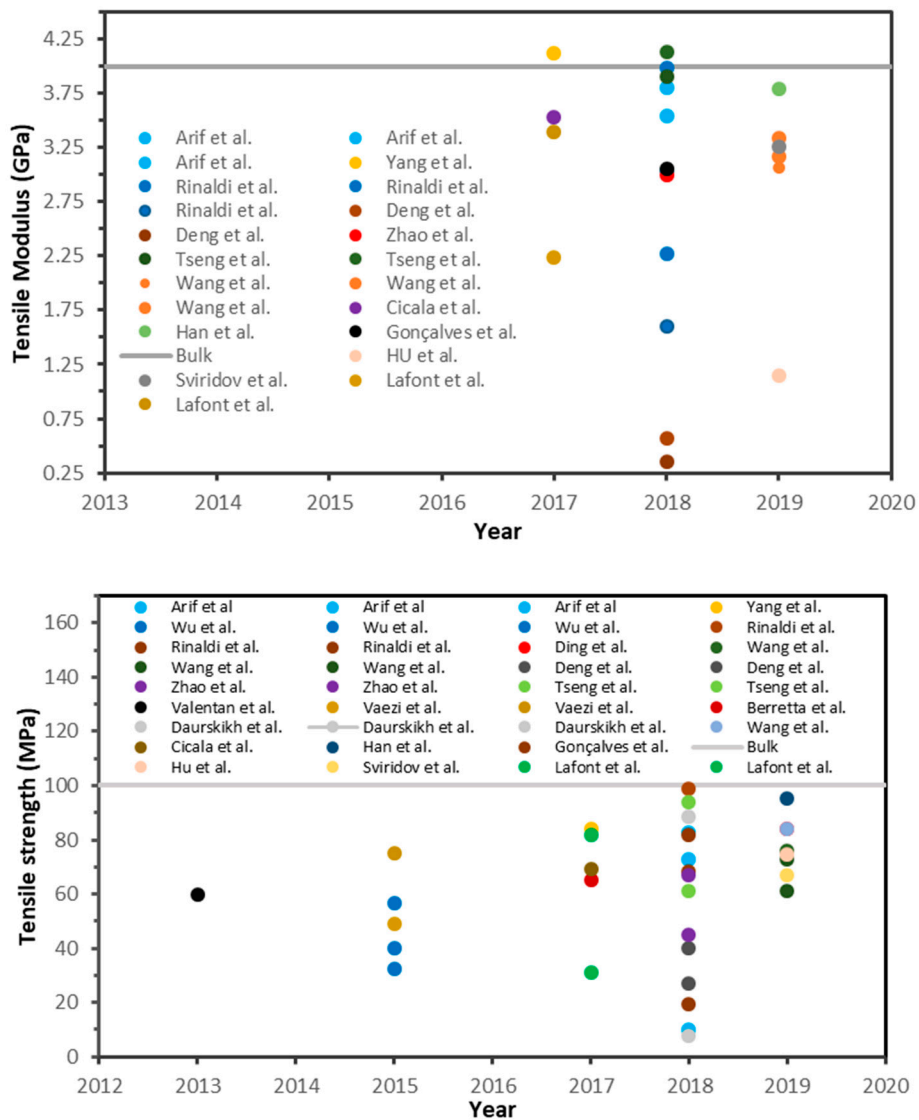 4.25
3.75
3.25
2.75
2.25
1.75
1.25
0.75
0.25
Tensile Modulus (GPa)
Arif et al. Arif et al.
Arif et al. Yang et al.
Rinaldi et al. Rinaldi et al.
Rinaldi et al. Deng et al.
Deng et al. Zhao et al.
Tseng et al. Tseng et al.
Wang et al. Wang et al.
Wang et al. Cicala et al.
Han et al. Gonçalves et al.
Bulk HU et al.
Sviridov et al. Lafont et al.
Lafont et al.
2013 2014 2015 2016 2017 2018 2019 2020
Year
160
140
120
100
80
60
40
20
0
Tensile strength (MPa)
Arif et al Arif et al Arif et al Yang et al.
Wu et al. Wu et al. Wu et al. Rinaldi et al.
Rinaldi et al. Rinaldi et al. Ding et al. Wang et al.
Wang et al. Wang et al. Deng et al. Deng et al.
Zhao et al. Zhao et al. Tseng et al. Tseng et al.
Valentan et al. Vaezi et al. Vaezi et al. Berretta et al.
Daurskikh et al. Daurskikh et al. Daurskikh et al. Wang et al.
Cicala et al. Han et al. Gonçalves et al. Bulk
Hu et al. Sviridov et al. Lafont et al. Lafont et al.
2012 2013 2014 2015 2016 2017 2018 2019 2020
Year